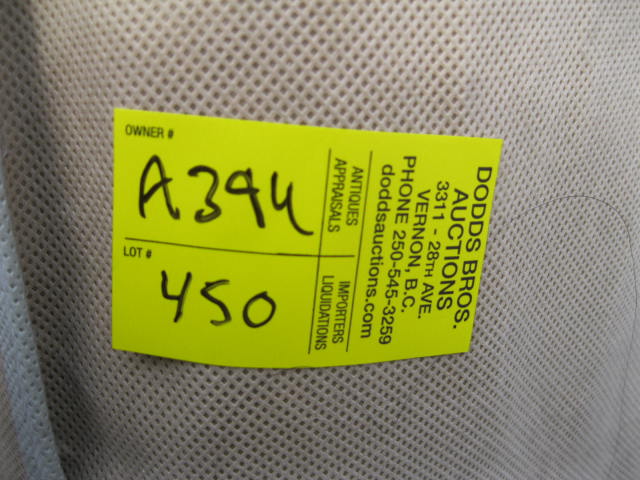 OWNER #
A394
LOT #
450
ANTIQUES
APPRAISALS
IMPORTERS
LIQUIDATIONS
DODDS BROS.
AUCTIONS
3311 - 28TH AVE.
VERNON, B.C.
PHONE 250-545-3259
doddsauctions.com